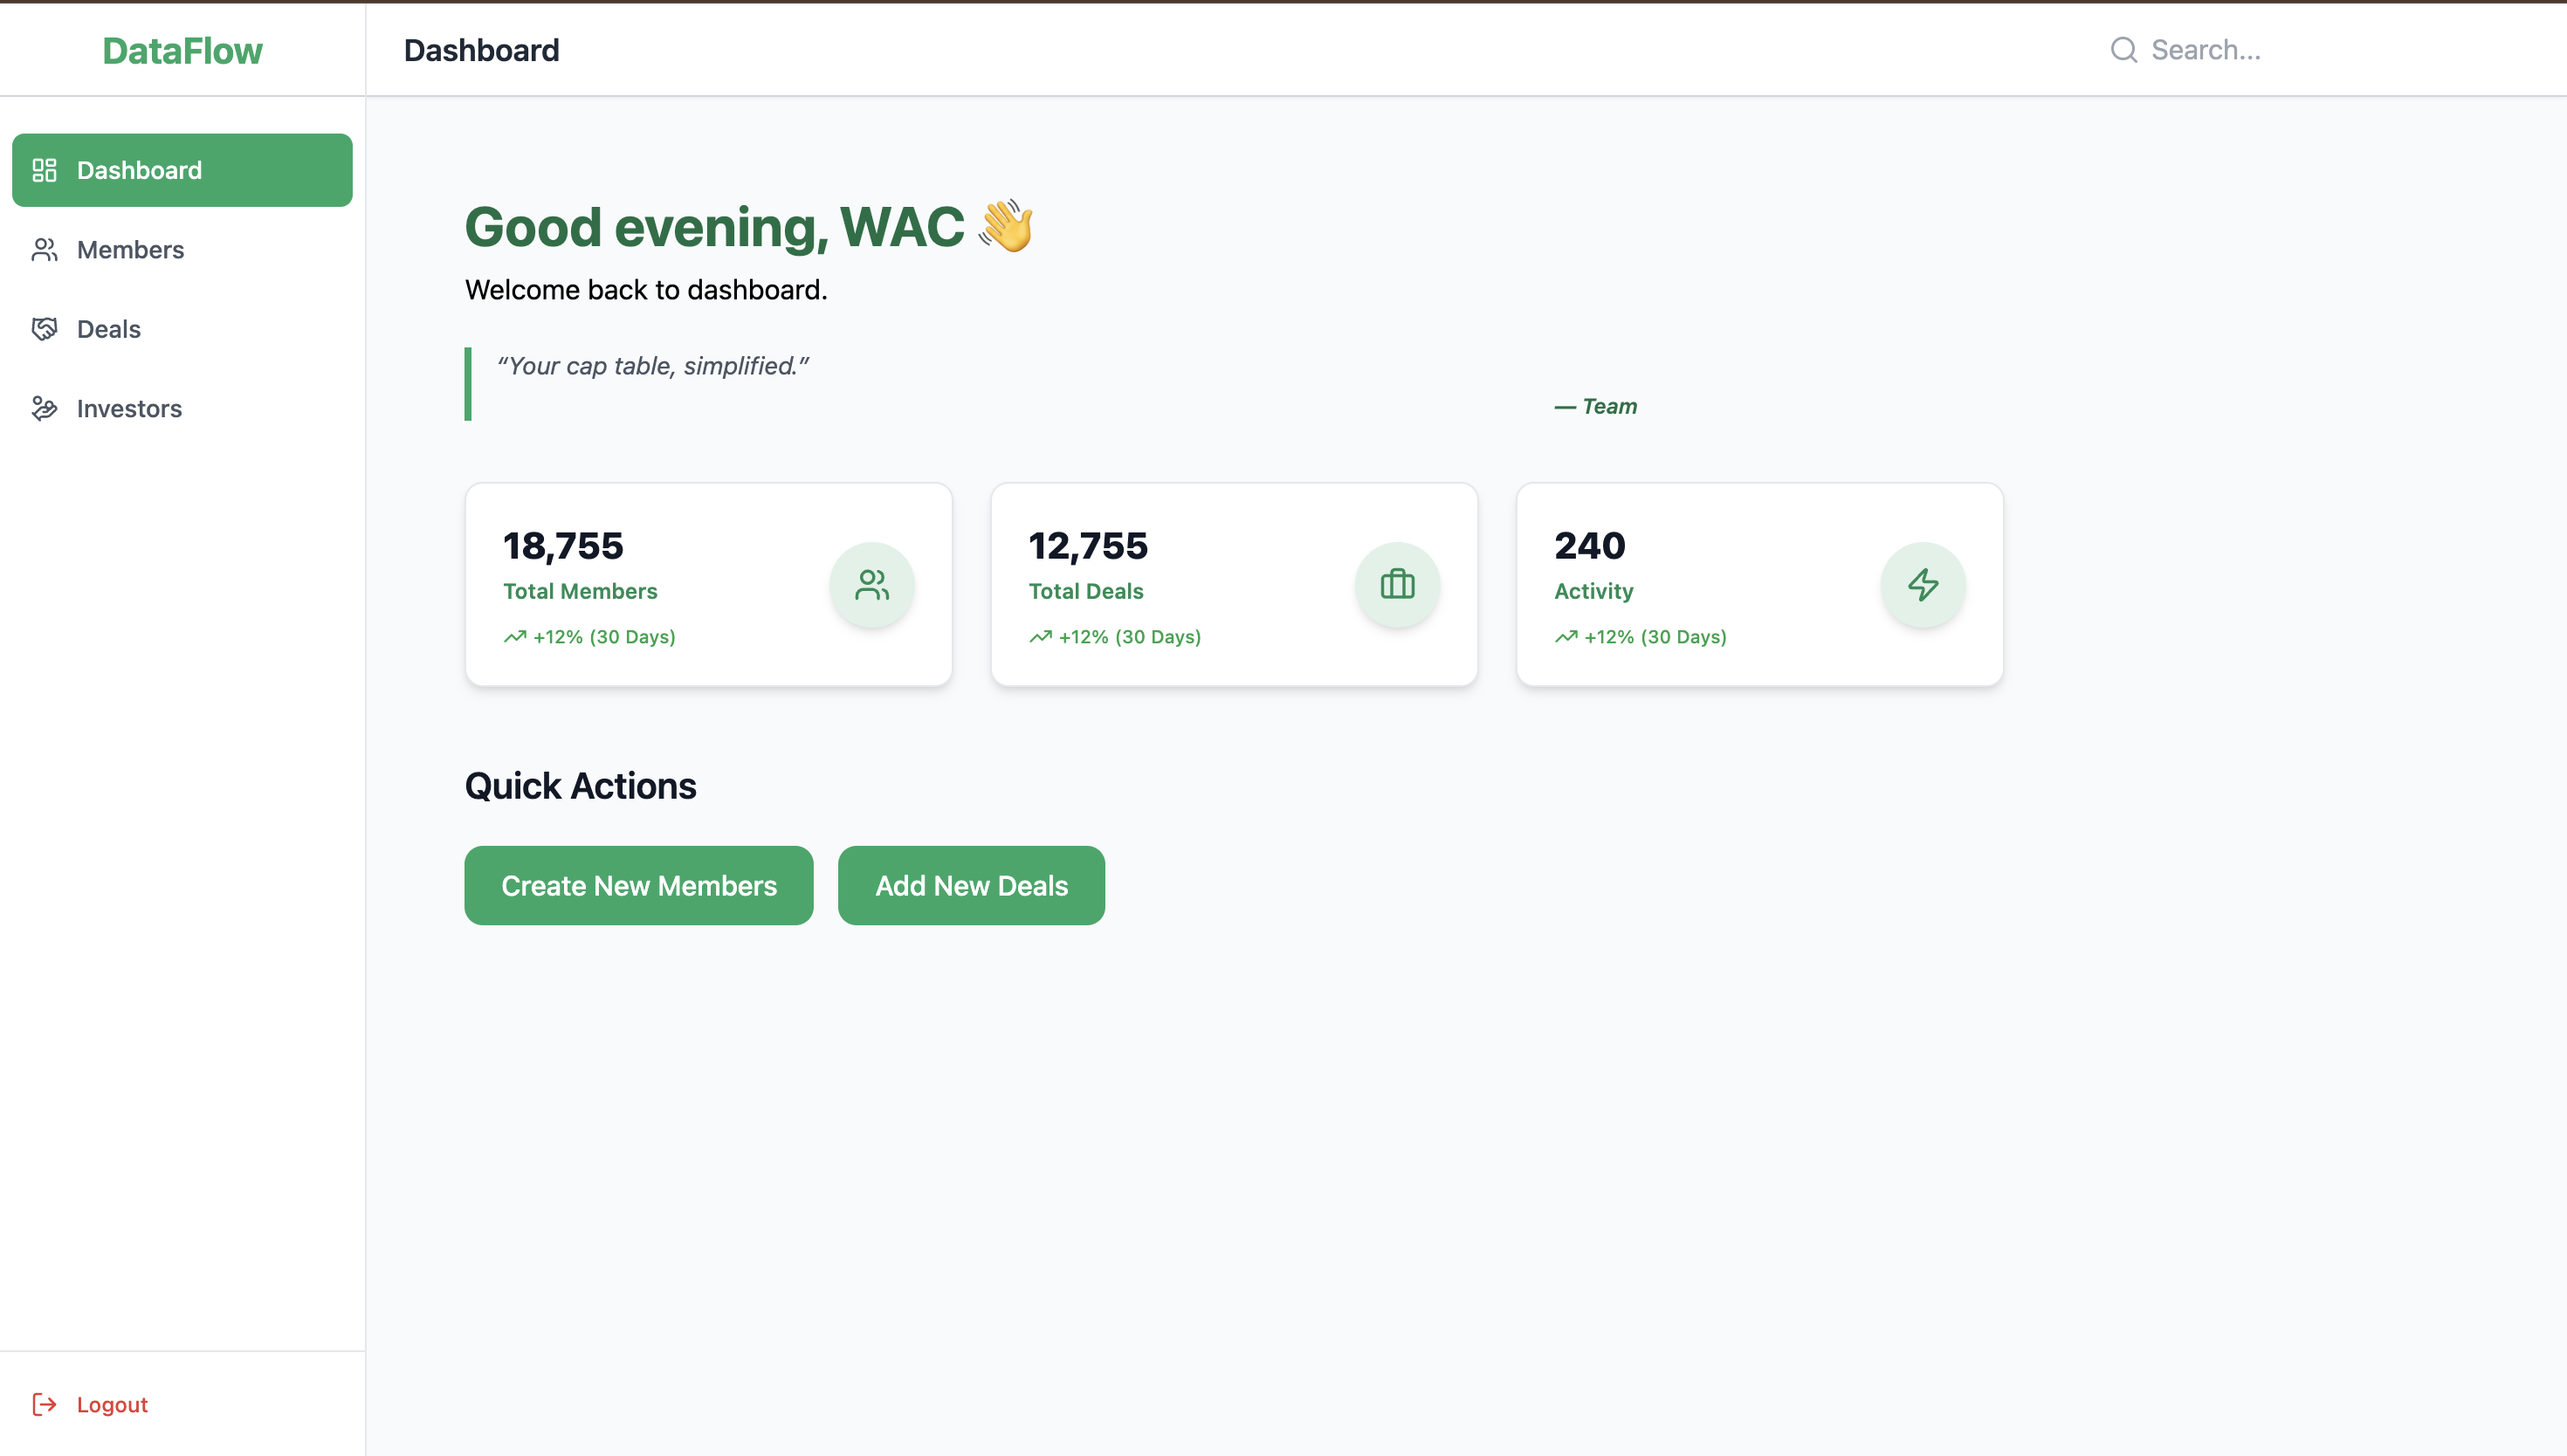 DataFlow
Dashboard
Search...
Dashboard
Members
Deals
Investors
Logout
Good evening, WAC 👋
Welcome back to dashboard.
“Your cap table, simplified.”
— Team
18,755
Total Members
+12% (30 Days)
12,755
Total Deals
+12% (30 Days)
240
Activity
+12% (30 Days)
Quick Actions
Create New Members
Add New Deals